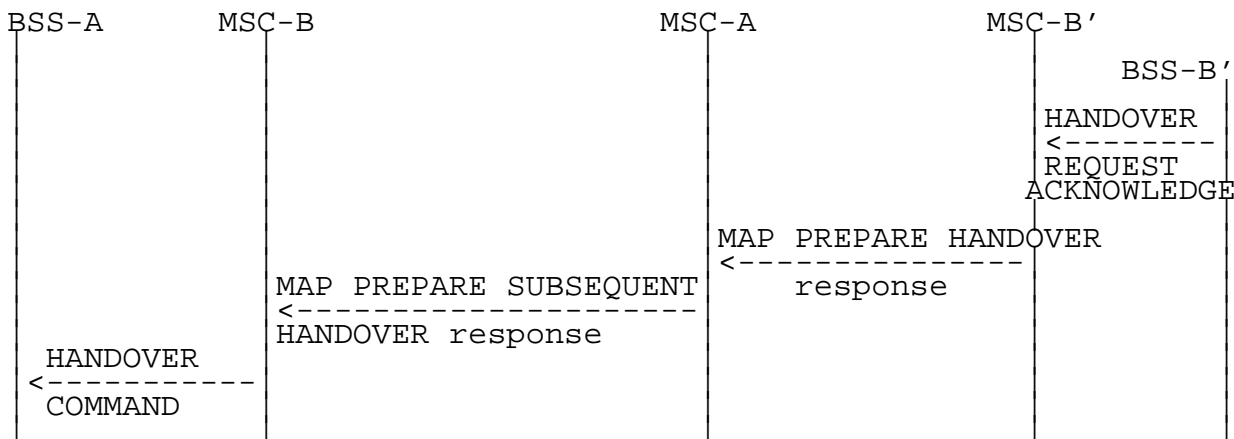 BSS-A MSC-B MSC-A MSC-B'
BSS-B'
HANDOVER
REQUEST
ACKNOWLEDGE
MAP PREPARE HANDOVER
response
MAP PREPARE SUBSEQUENT
HANDOVER response
HANDOVER
COMMAND